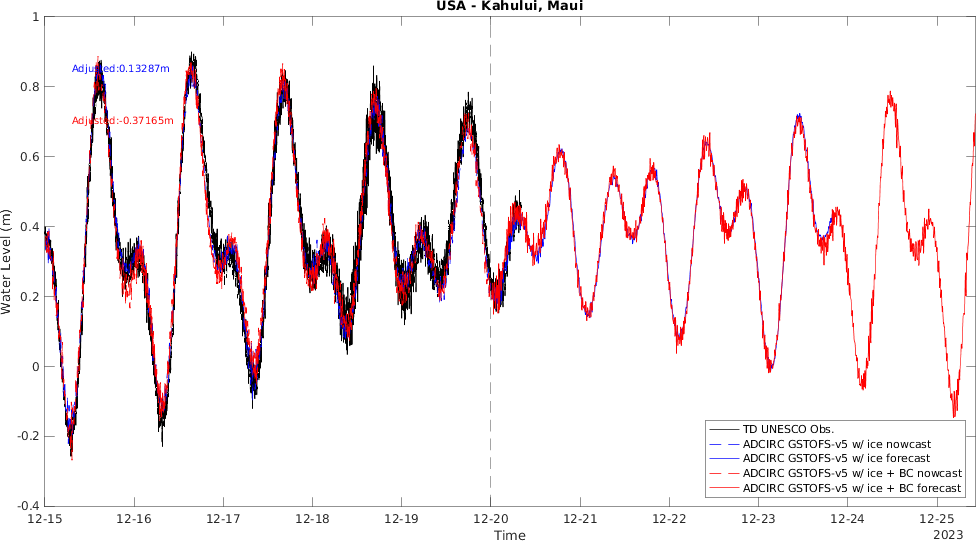 USA - Kahului, Maui
1
0.8
0.6
0.4
0.2
0
-0.2
-0.4
Water Level (m)
Adjusted:0.13287m
Adjusted:-0.37165m
TD UNESCO Obs.
ADCIRC GSTOFS-v5 w/ ice nowcast
ADCIRC GSTOFS-v5 w/ ice forecast
ADCIRC GSTOFS-v5 w/ ice + BC nowcast
ADCIRC GSTOFS-v5 w/ ice + BC forecast
12-15 12-16 12-17 12-18 12-19 12-20 12-21 12-22 12-23 12-24 12-25
Time
2023